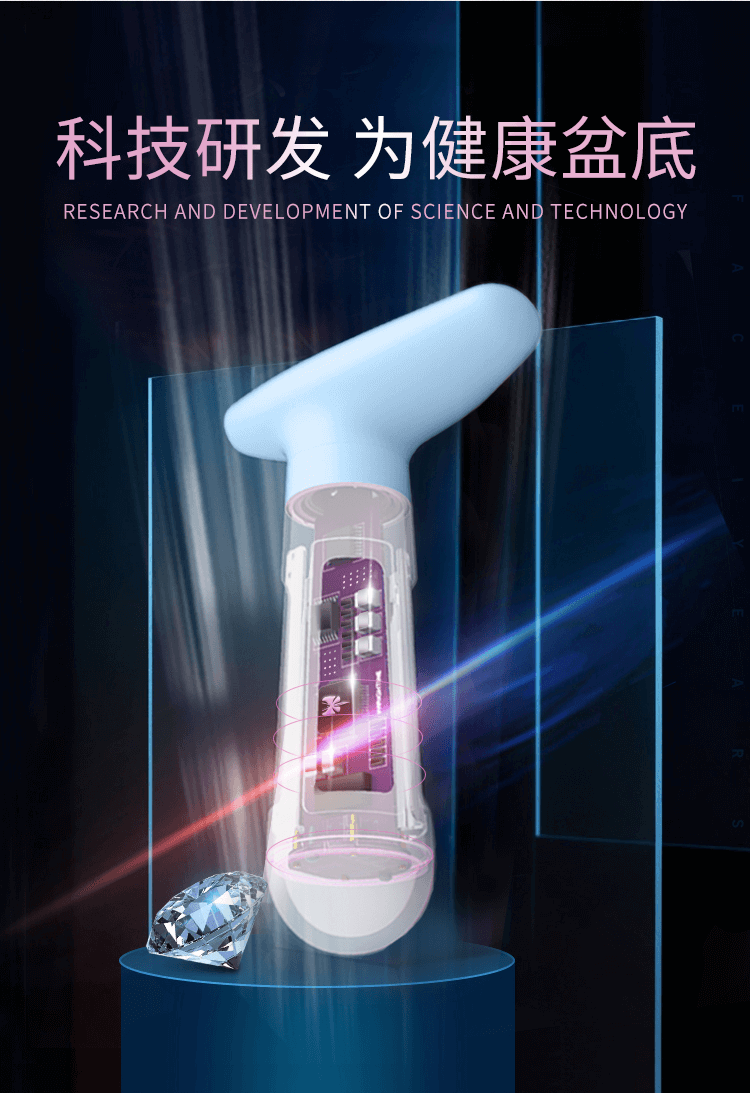 科技研发 为健康盆底
RESEARCH AND DEVELOPMENT OF SCIENCE AND TECHNOLOGY